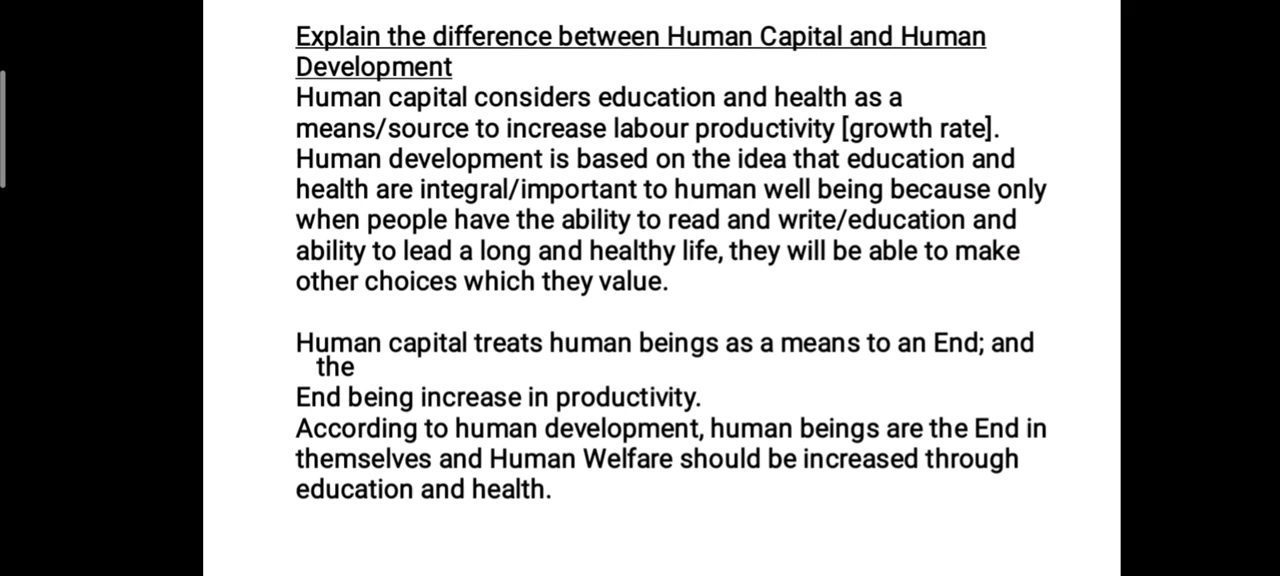 Explain the difference between Human Capital and Human
Development
Human capital considers education and health as a
means/source to increase labour productivity [growth rate].
Human development is based on the idea that education and
health are integral/important to human well being because only
when people have the ability to read and write/education and
ability to lead a long and healthy life, they will be able to make
other choices which they value.
Human capital treats human beings as a means to an End; and
the
End being increase in productivity.
According to human development, human beings are the End in
themselves and Human Welfare should be increased through
education and health.